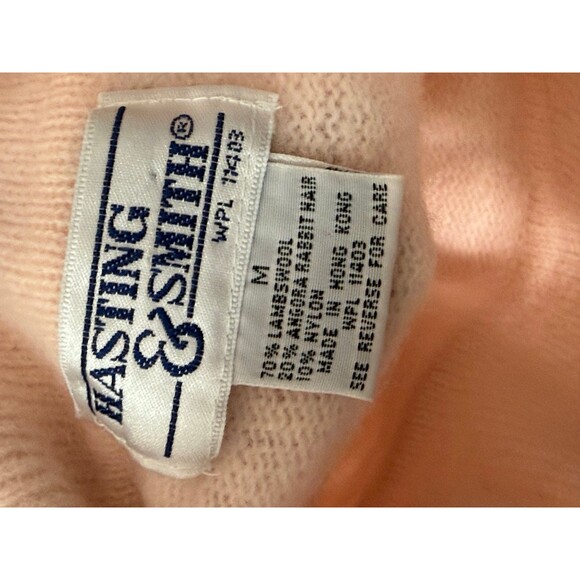 HASTING
& SMITH®
WPL 11403
M
70% LAMBSWOOL
20% ANGORA RABBIT HAIR
10% NYLON
MADE IN HONG KONG
WPL 11403
SEE REVERSE FOR CARE